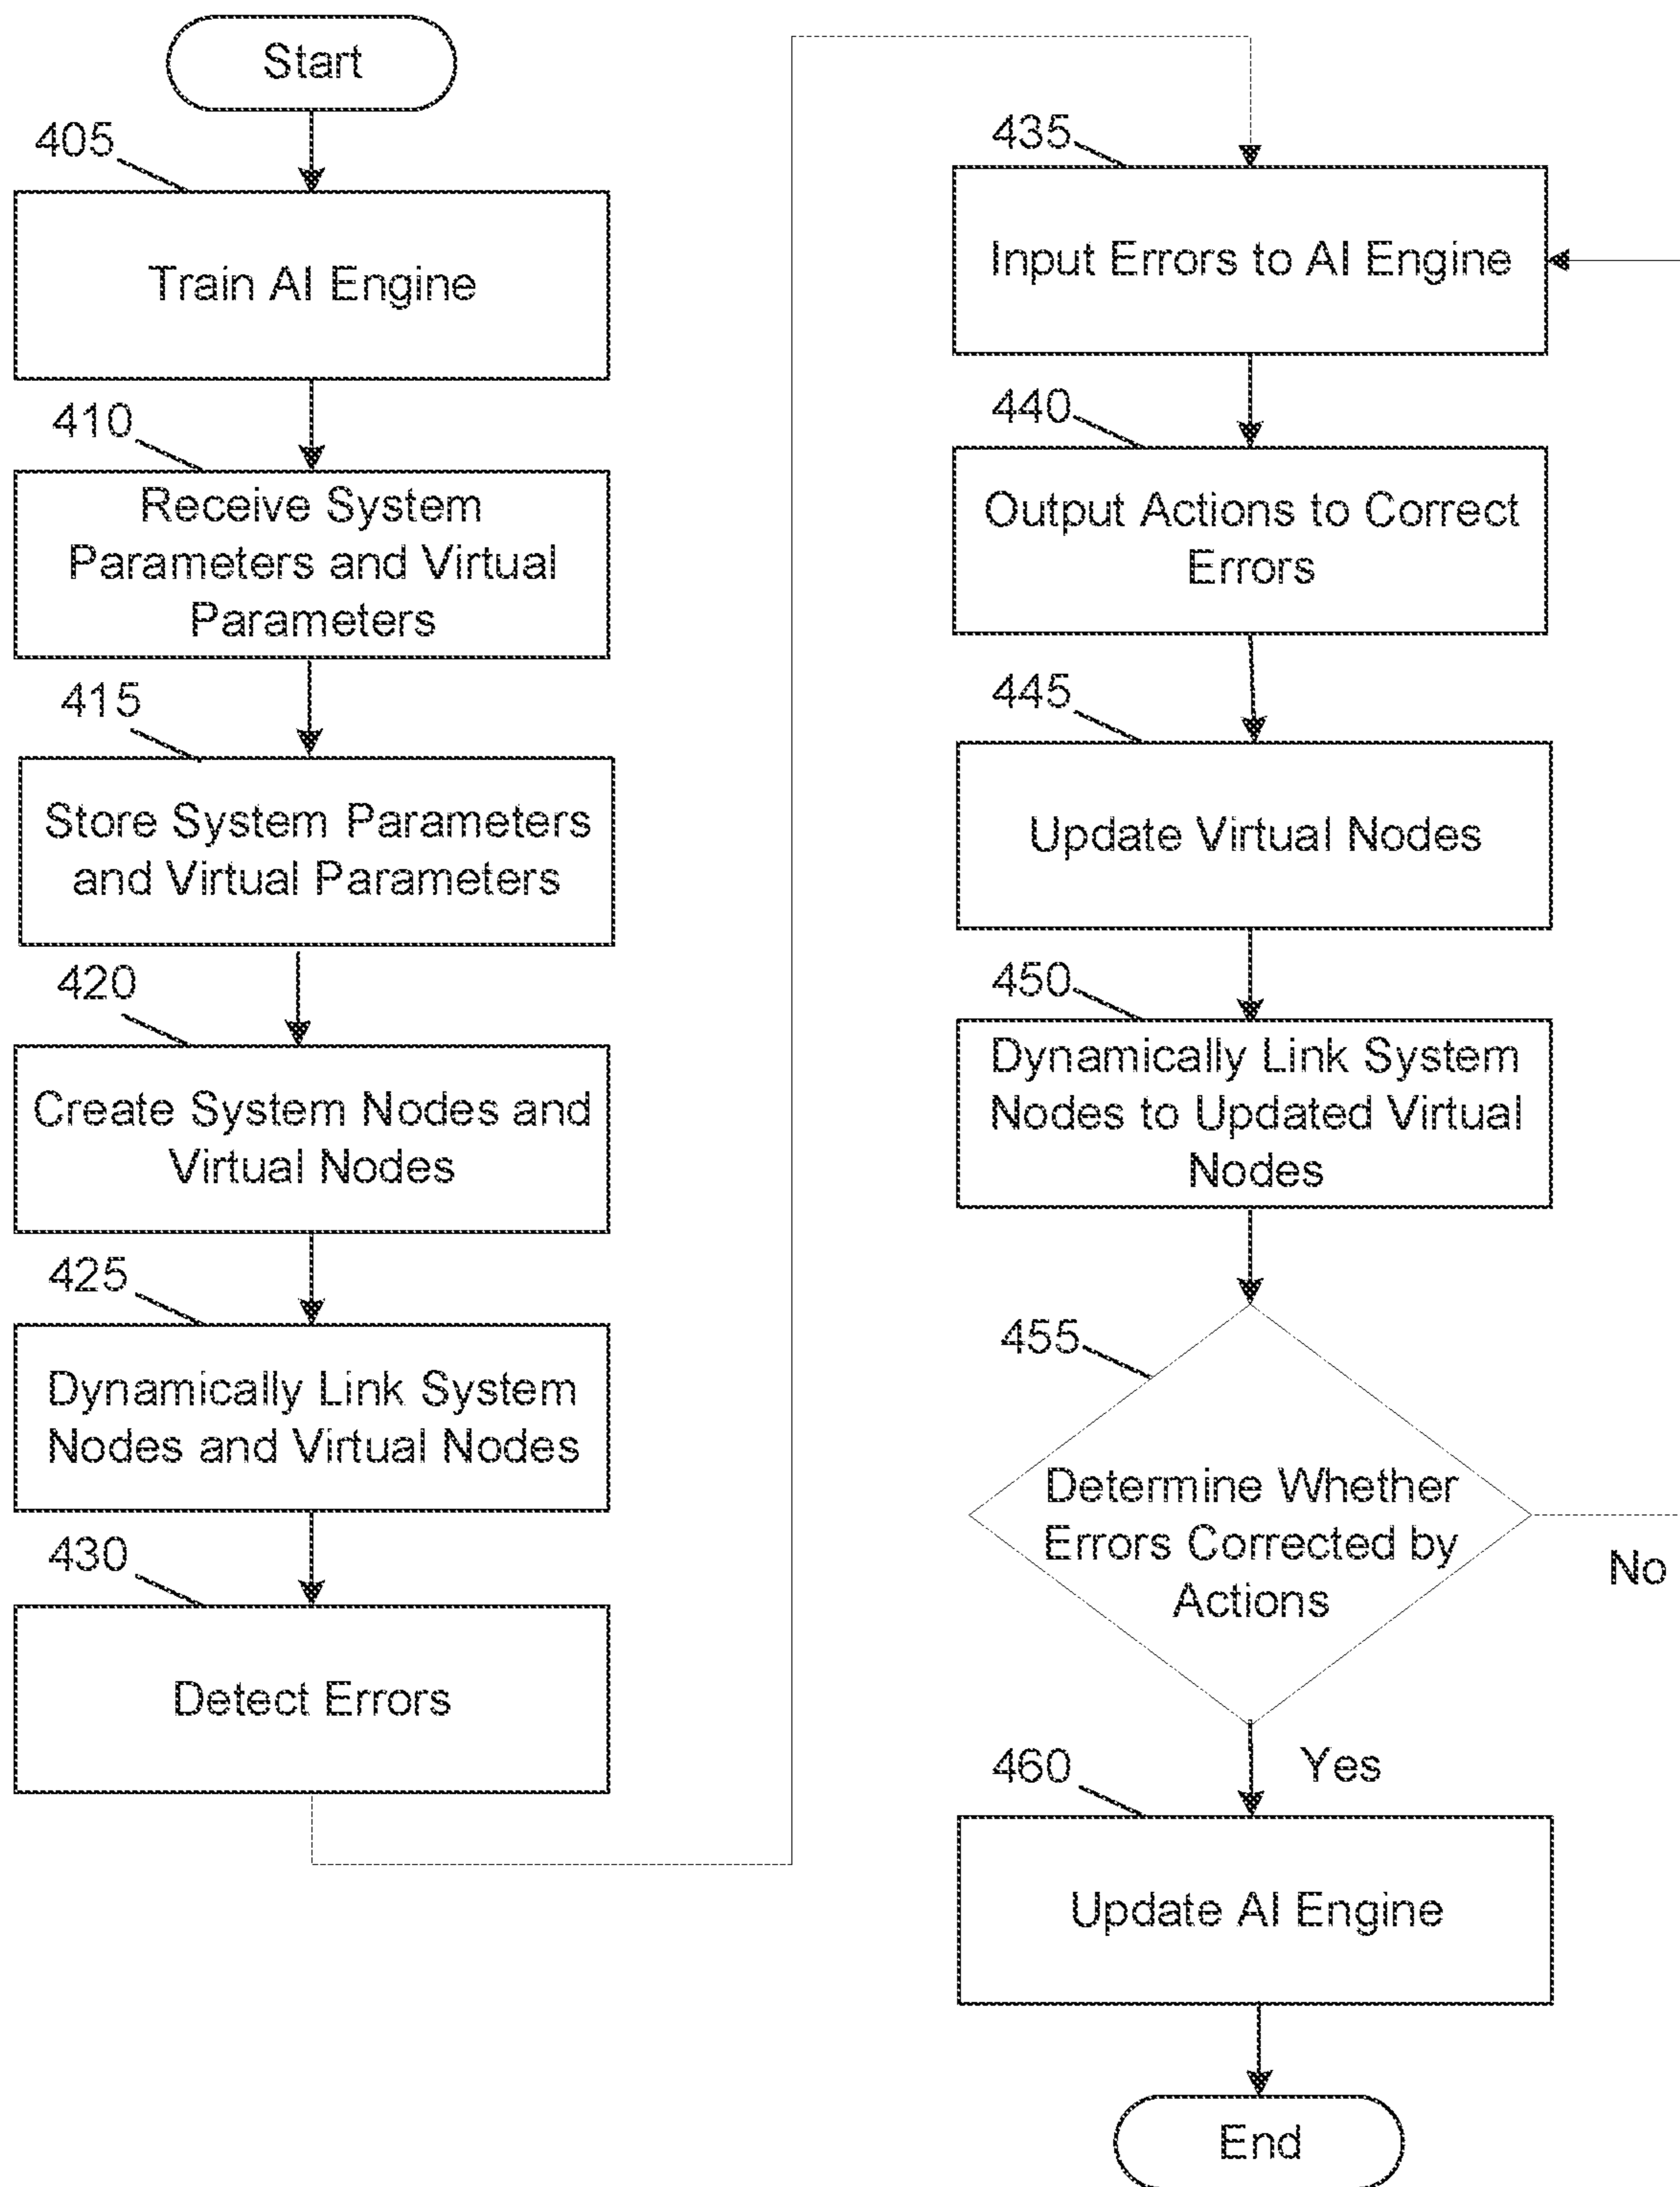 Start
405
Train AI Engine
410
Receive System
Parameters and Virtual
Parameters
415
Store System Parameters
and Virtual Parameters
420
Create System Nodes and
Virtual Nodes
425
Dynamically Link System
Nodes and Virtual Nodes
430
Detect Errors
435
Input Errors to AI Engine
440
Output Actions to Correct
Errors
445
Update Virtual Nodes
450
Dynamically Link System
Nodes to Updated Virtual
Nodes
455
Determine Whether
Errors Corrected by
Actions
No
Yes
460
Update AI Engine
End